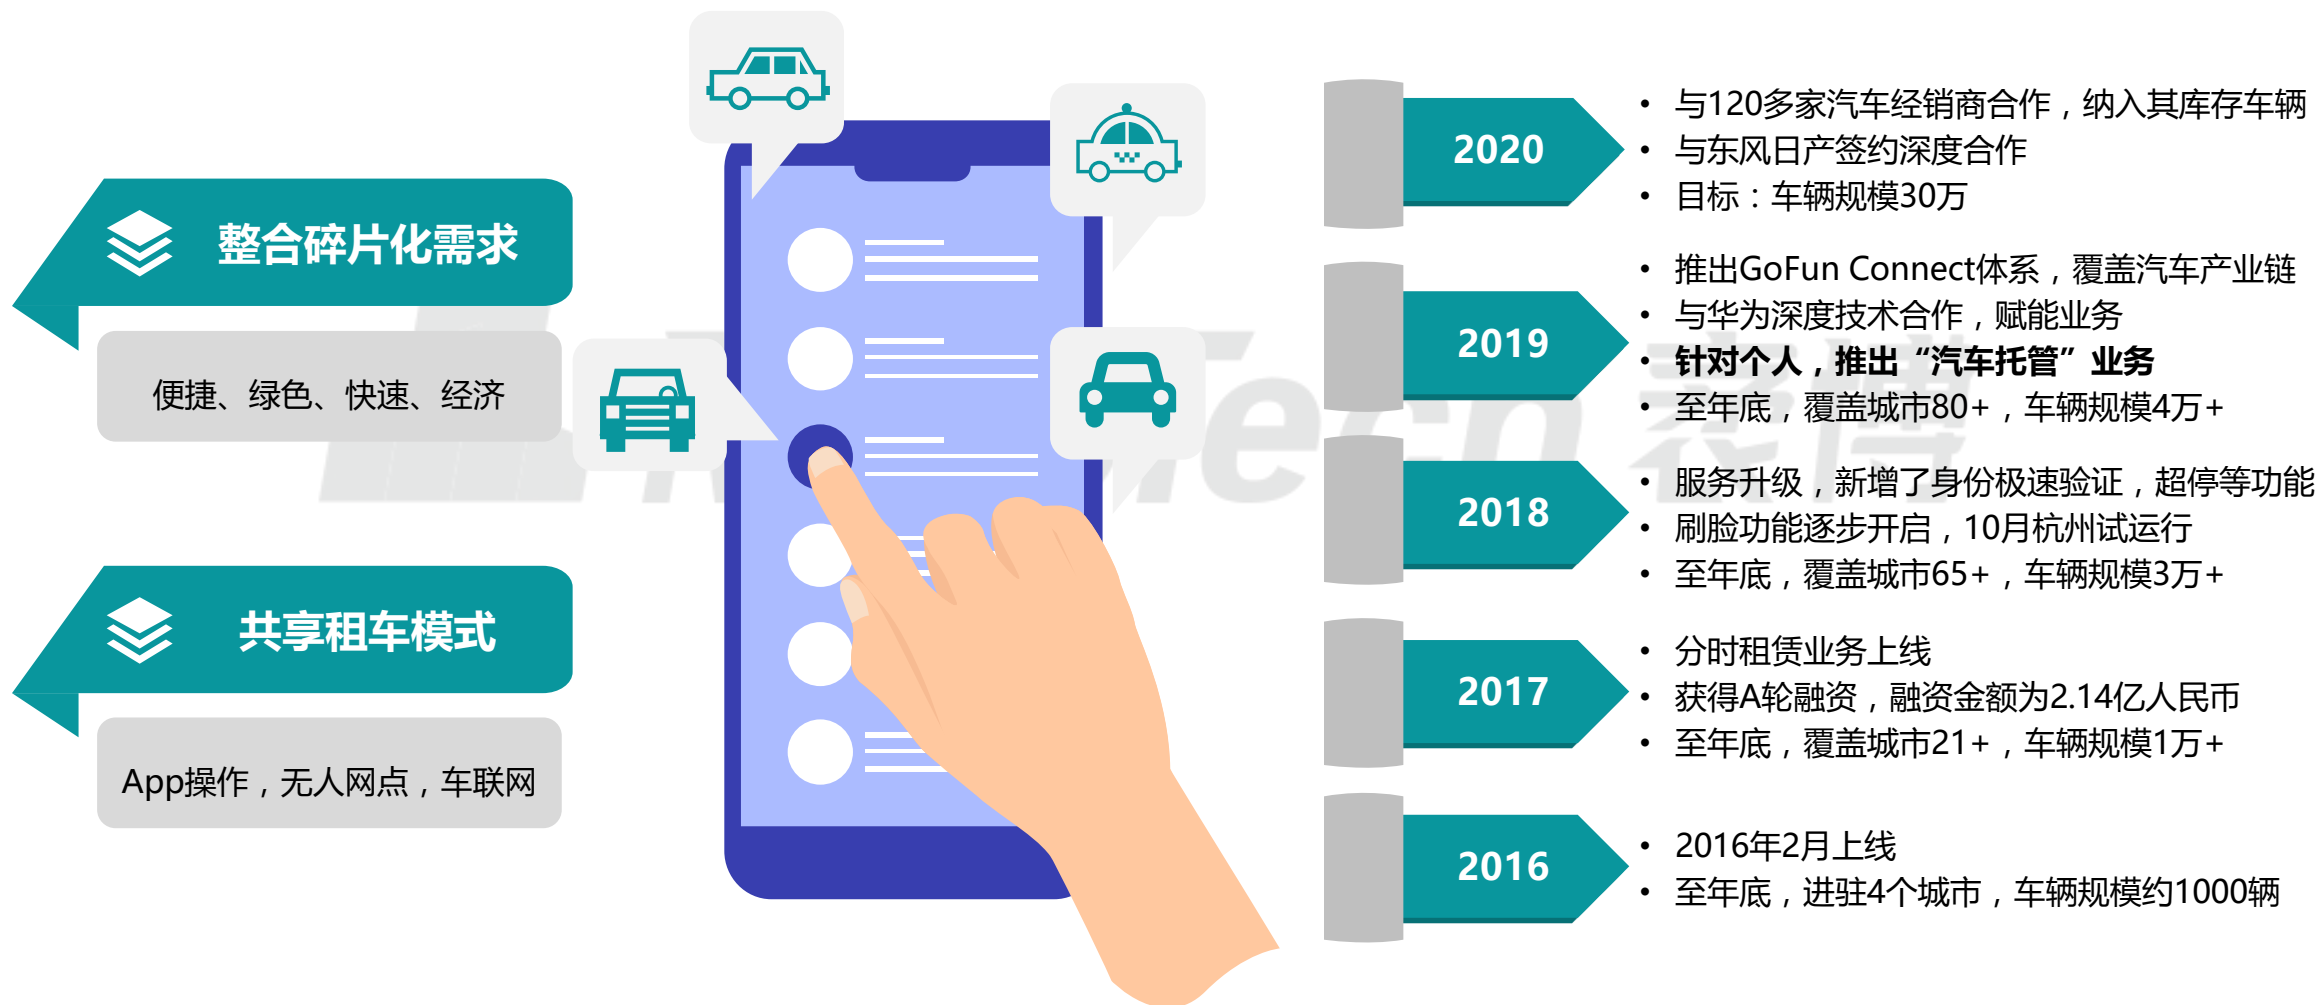 整合碎片化需求
便捷、绿色、快速、经济
共享租车模式
App操作，无人网点，车联网
2020
• 与120多家汽车经销商合作，纳入其库存车辆
• 与东风日产签约深度合作
• 目标：车辆规模30万
2019
• 推出GoFun Connect体系，覆盖汽车产业链
• 与华为深度技术合作，赋能业务
• 针对个人，推出“汽车托管”业务
• 至年底，覆盖城市80+，车辆规模4万+
2018
• 服务升级，新增了身份极速验证，超停等功能
• 刷脸功能逐步开启，10月杭州试运行
• 至年底，覆盖城市65+，车辆规模3万+
2017
• 分时租赁业务上线
• 获得A轮融资，融资金额为2.14亿人民币
• 至年底，覆盖城市21+，车辆规模1万+
2016
• 2016年2月上线
• 至年底，进驻4个城市，车辆规模约1000辆